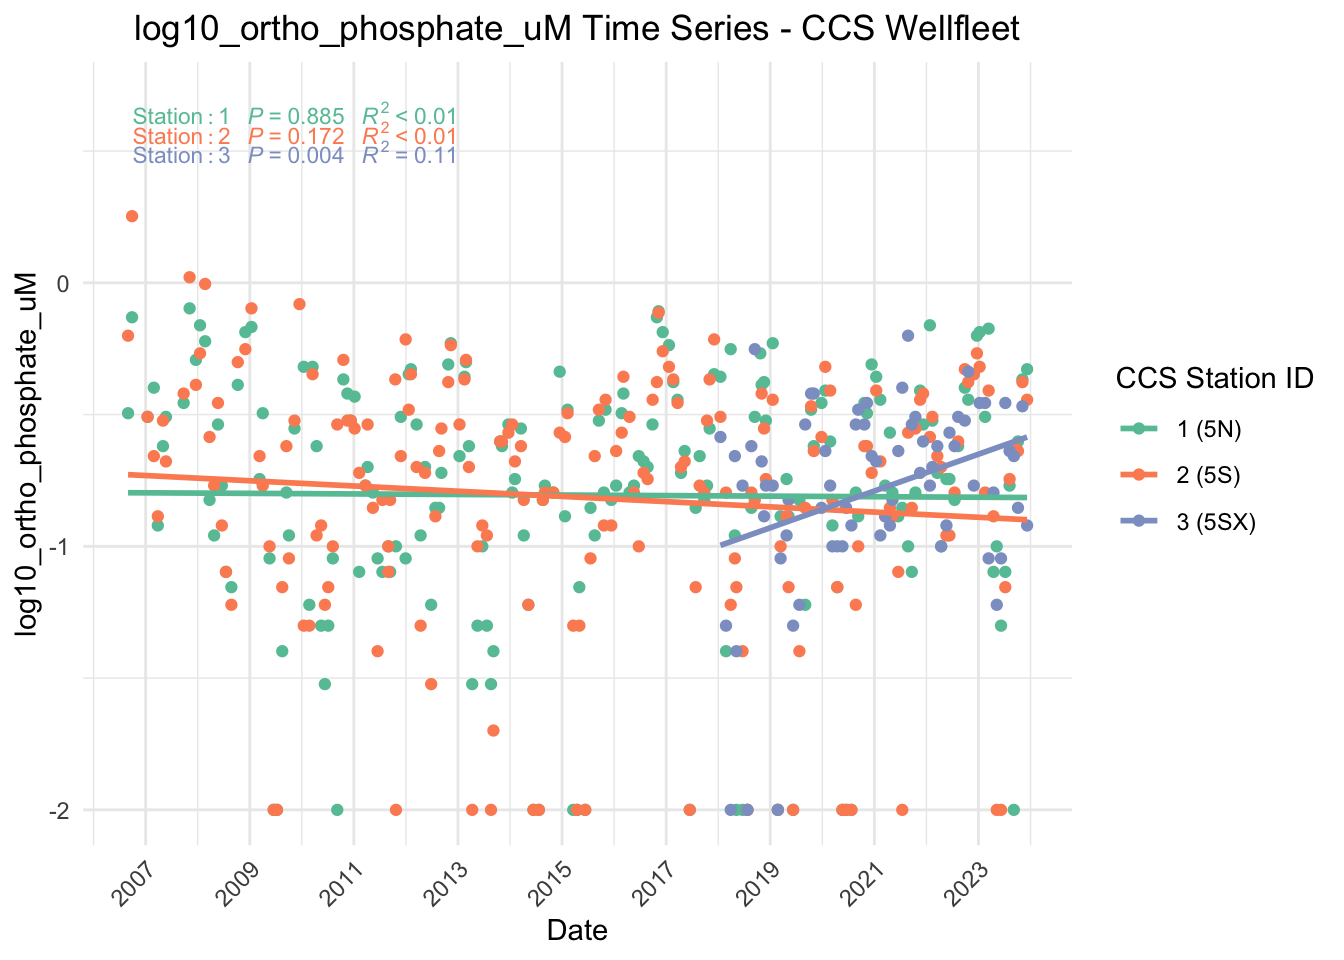 log10_ortho_phosphate_uM Time Series - CCS Wellfleet
Station : 1 P = 0.885 R² < 0.01
Station : 2 P = 0.172 R² < 0.01
Station : 3 P = 0.004 R² = 0.11
log10_ortho_phosphate_uM
0
-1
-2
2007 2009 2011 2013 2015 2017 2019 2021 2023
Date
CCS Station ID
1 (5N)
2 (5S)
3 (5SX)